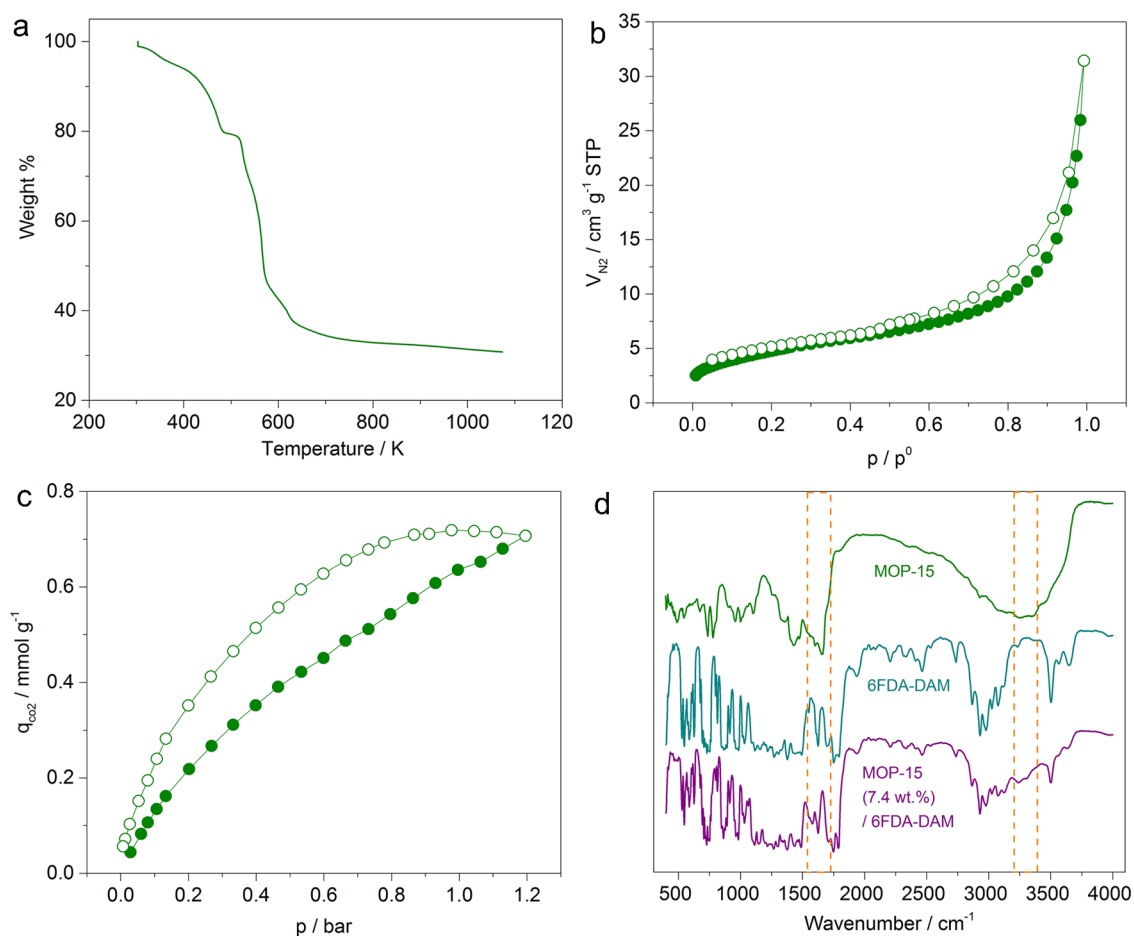 a
100
80
60
40
20
Weight %
200
400
600
800
1000
120
Temperature / K
b
35
30
25
20
15
10
5
0
V_N2 / cm³ g⁻¹ STP
0.0
0.2
0.4
0.6
0.8
1.0
p / p⁰
c
0.8
0.6
0.4
0.2
0.0
q_co2 / mmol g⁻¹
0.0
0.2
0.4
0.6
0.8
1.0
1.2
p / bar
d
MOP-15
6FDA-DAM
MOP-15
(7.4 wt.%)
/ 6FDA-DAM
500
1000
1500
2000
2500
3000
3500
4000
Wavenumber / cm⁻¹